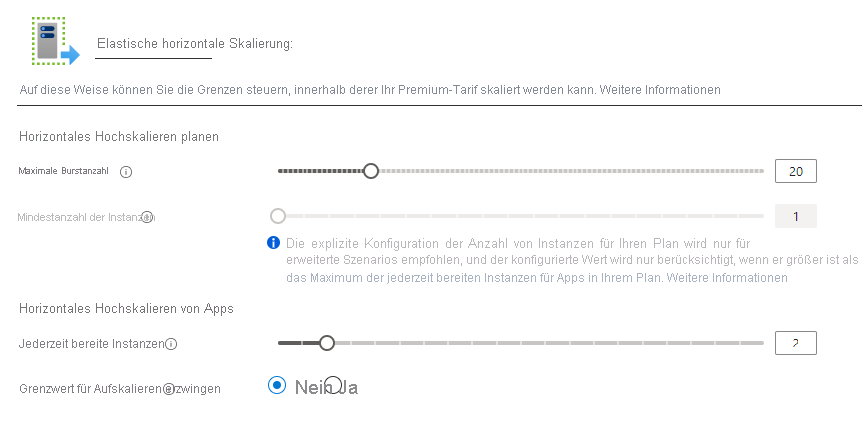 Elastische horizontale Skalierung:
Auf diese Weise können Sie die Grenzen steuern, innerhalb derer Ihr Premium-Tarif skaliert werden kann. Weitere Informationen
Horizontales Hochskalieren planen
Maximale Burstanzahl 20
Mindestanzahl der Instanzen 1
Die explizite Konfiguration der Anzahl von Instanzen für Ihren Plan wird nur für
erweiterte Szenarios empfohlen, und der konfigurierte Wert wird nur berücksichtigt, wenn er größer ist als
das Maximum der jederzeit bereiten Instanzen für Apps in Ihrem Plan. Weitere Informationen
Horizontales Hochskalieren von Apps
Jederzeit bereite Instanzen 2
Grenzwert für Aufskalieren erzwingen Nein Ja